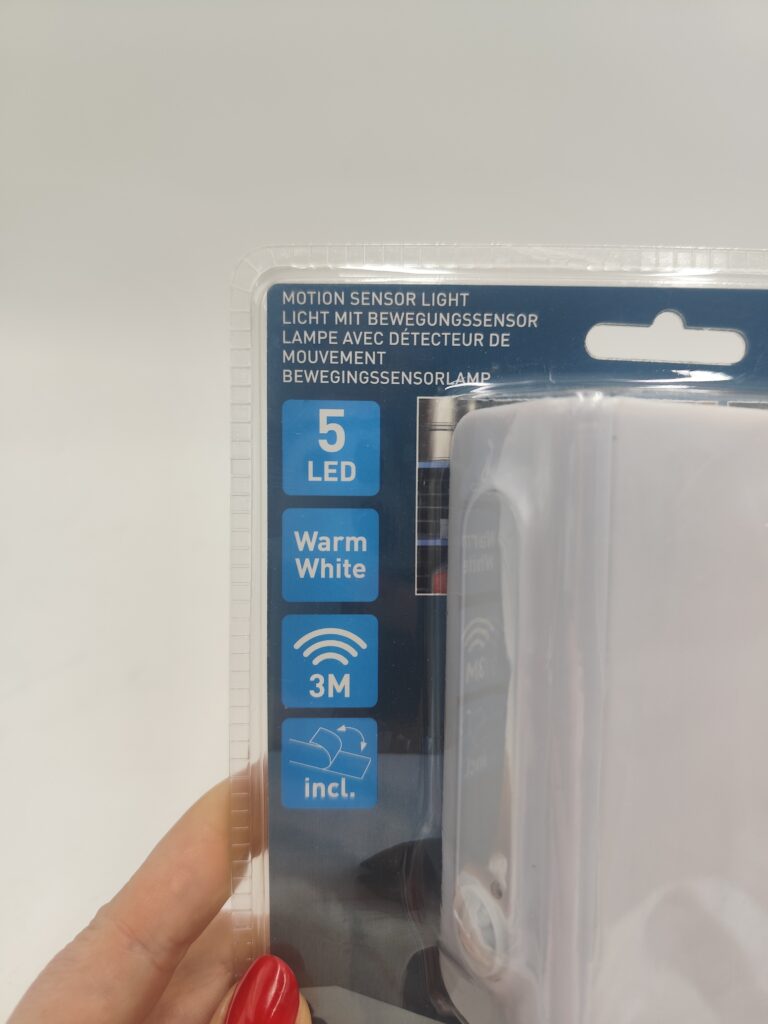 MOTION SENSOR LIGHT
LICHT MIT BEWEGUNGSSENSOR
LAMPE AVEC DÉTECTEUR DE
MOUVEMENT
BEWEGINGSSENSORLAMP
5
LED
Warm
White
3M
incl.